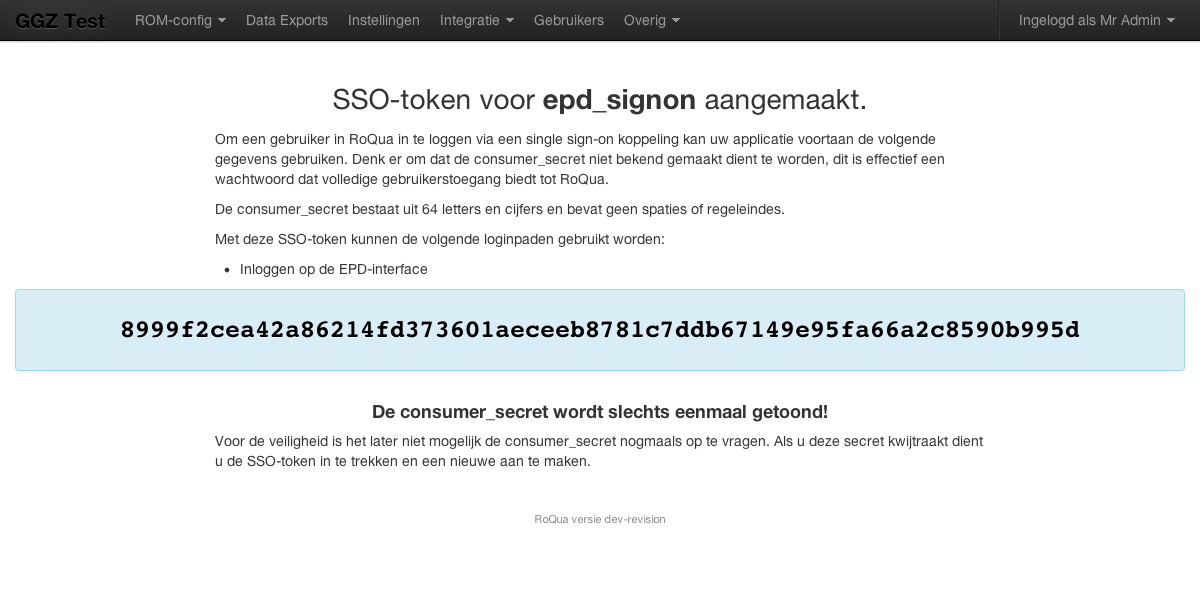 GGZ Test ROM-config Data Exports Instellingen Integratie Gebruikers Overig Ingelogd als Mr Admin
SSO-token voor epd_signon aangemaakt.
Om een gebruiker in RoQua in te loggen via een single sign-on koppeling kan uw applicatie voortaan de volgende
gegevens gebruiken. Denk er om dat de consumer_secret niet bekend gemaakt dient te worden, dit is effectief een
wachtwoord dat volledige gebruikerstoegang biedt tot RoQua.
De consumer_secret bestaat uit 64 letters en cijfers en bevat geen spaties of regeleindes.
Met deze SSO-token kunnen de volgende loginpaden gebruikt worden:
• Inloggen op de EPD-interface
8999f2cea42a86214fd373601aeceeb8781c7ddb67149e95fa66a2c8590b995d
De consumer_secret wordt slechts eenmaal getoond!
Voor de veiligheid is het later niet mogelijk de consumer_secret nogmaals op te vragen. Als u deze secret kwijtraakt dient
u de SSO-token in te trekken en een nieuwe aan te maken.
RoQua versie dev-revision